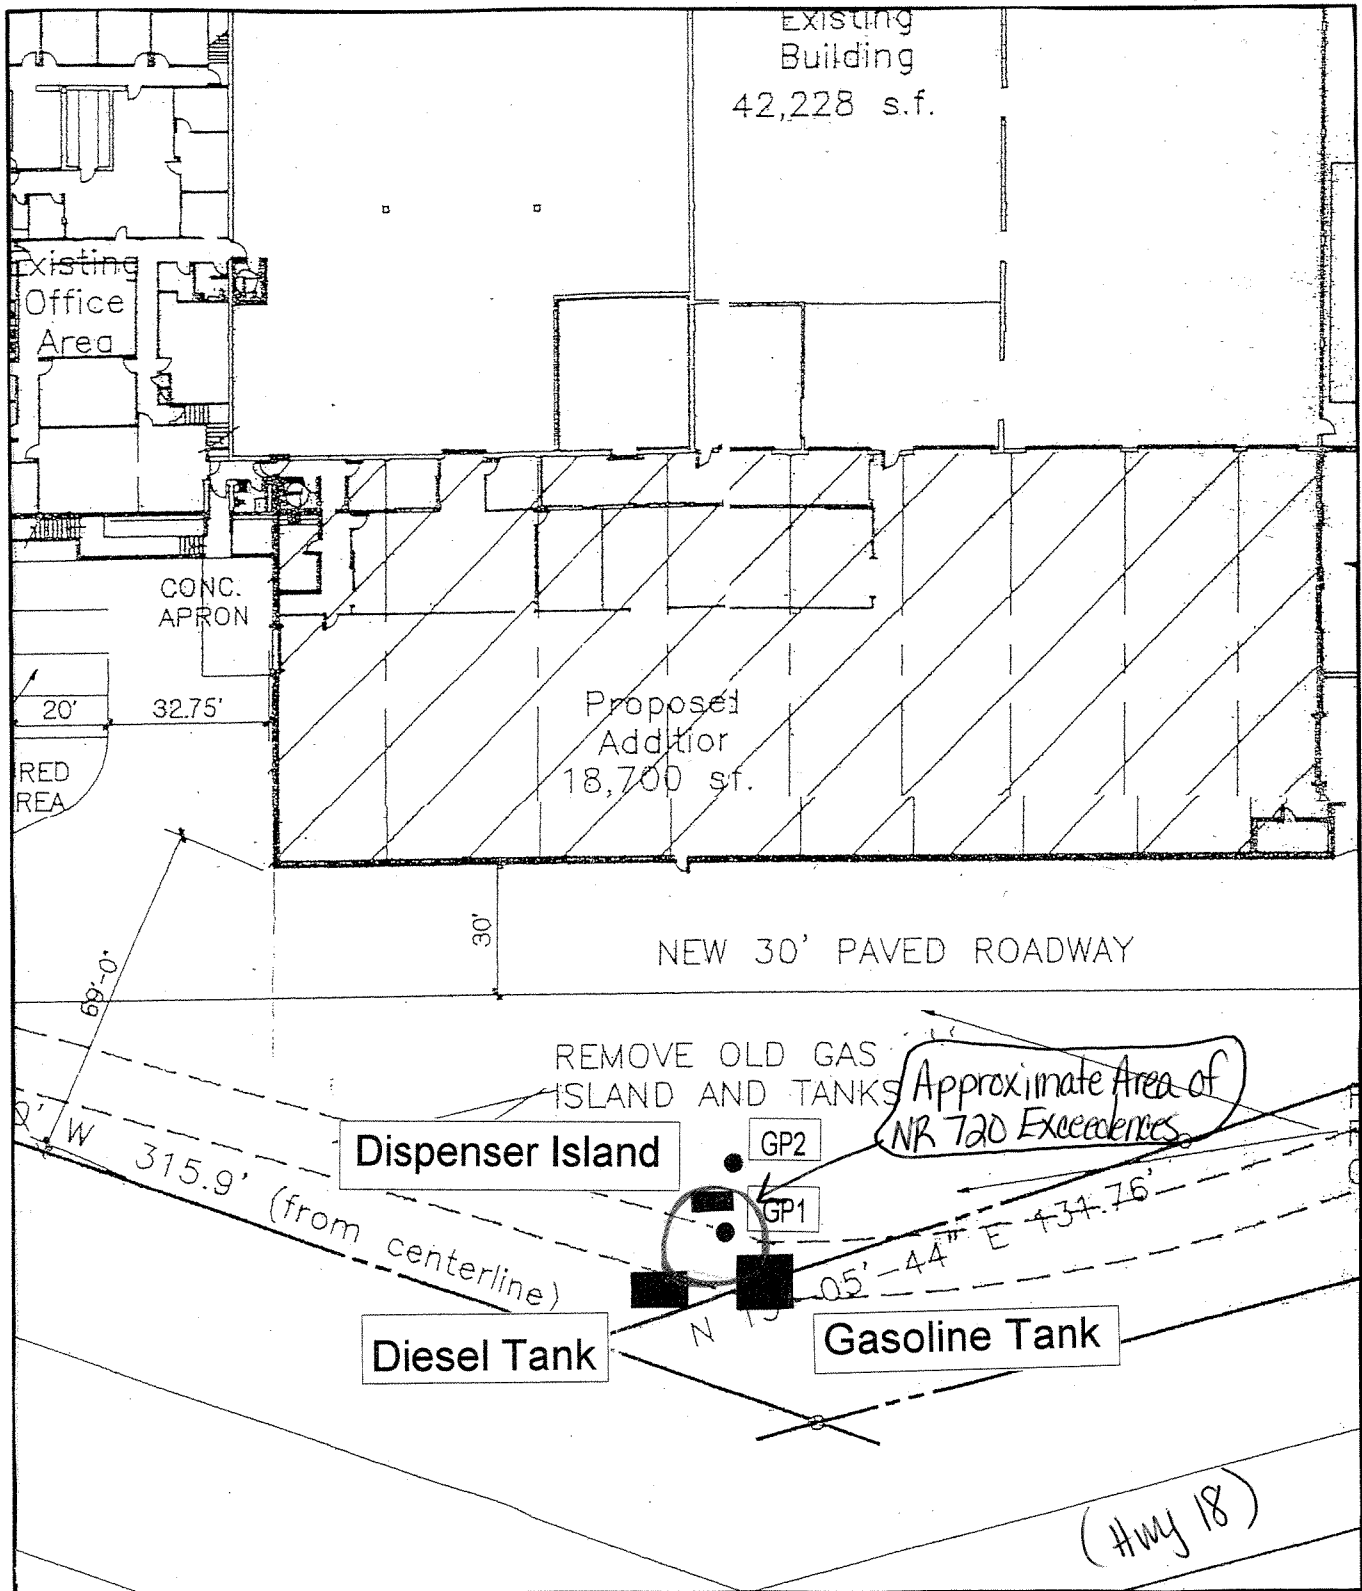 Existing
Building
42,228 s.f.
Existing
Office
Area
CONC.
APRON
20'
32.75'
RED
REA
Proposed
Addition
18,700 sf.
30'
69'-0"
NEW 30' PAVED ROADWAY
REMOVE OLD GAS
ISLAND AND TANKS
Approximate Area of
NR 720 Exceedences
Dispenser Island
GP2
GP1
W 315.9' (from centerline)
05'-44" E 131.76'
N
Diesel Tank
Gasoline Tank
(Hwy 18)